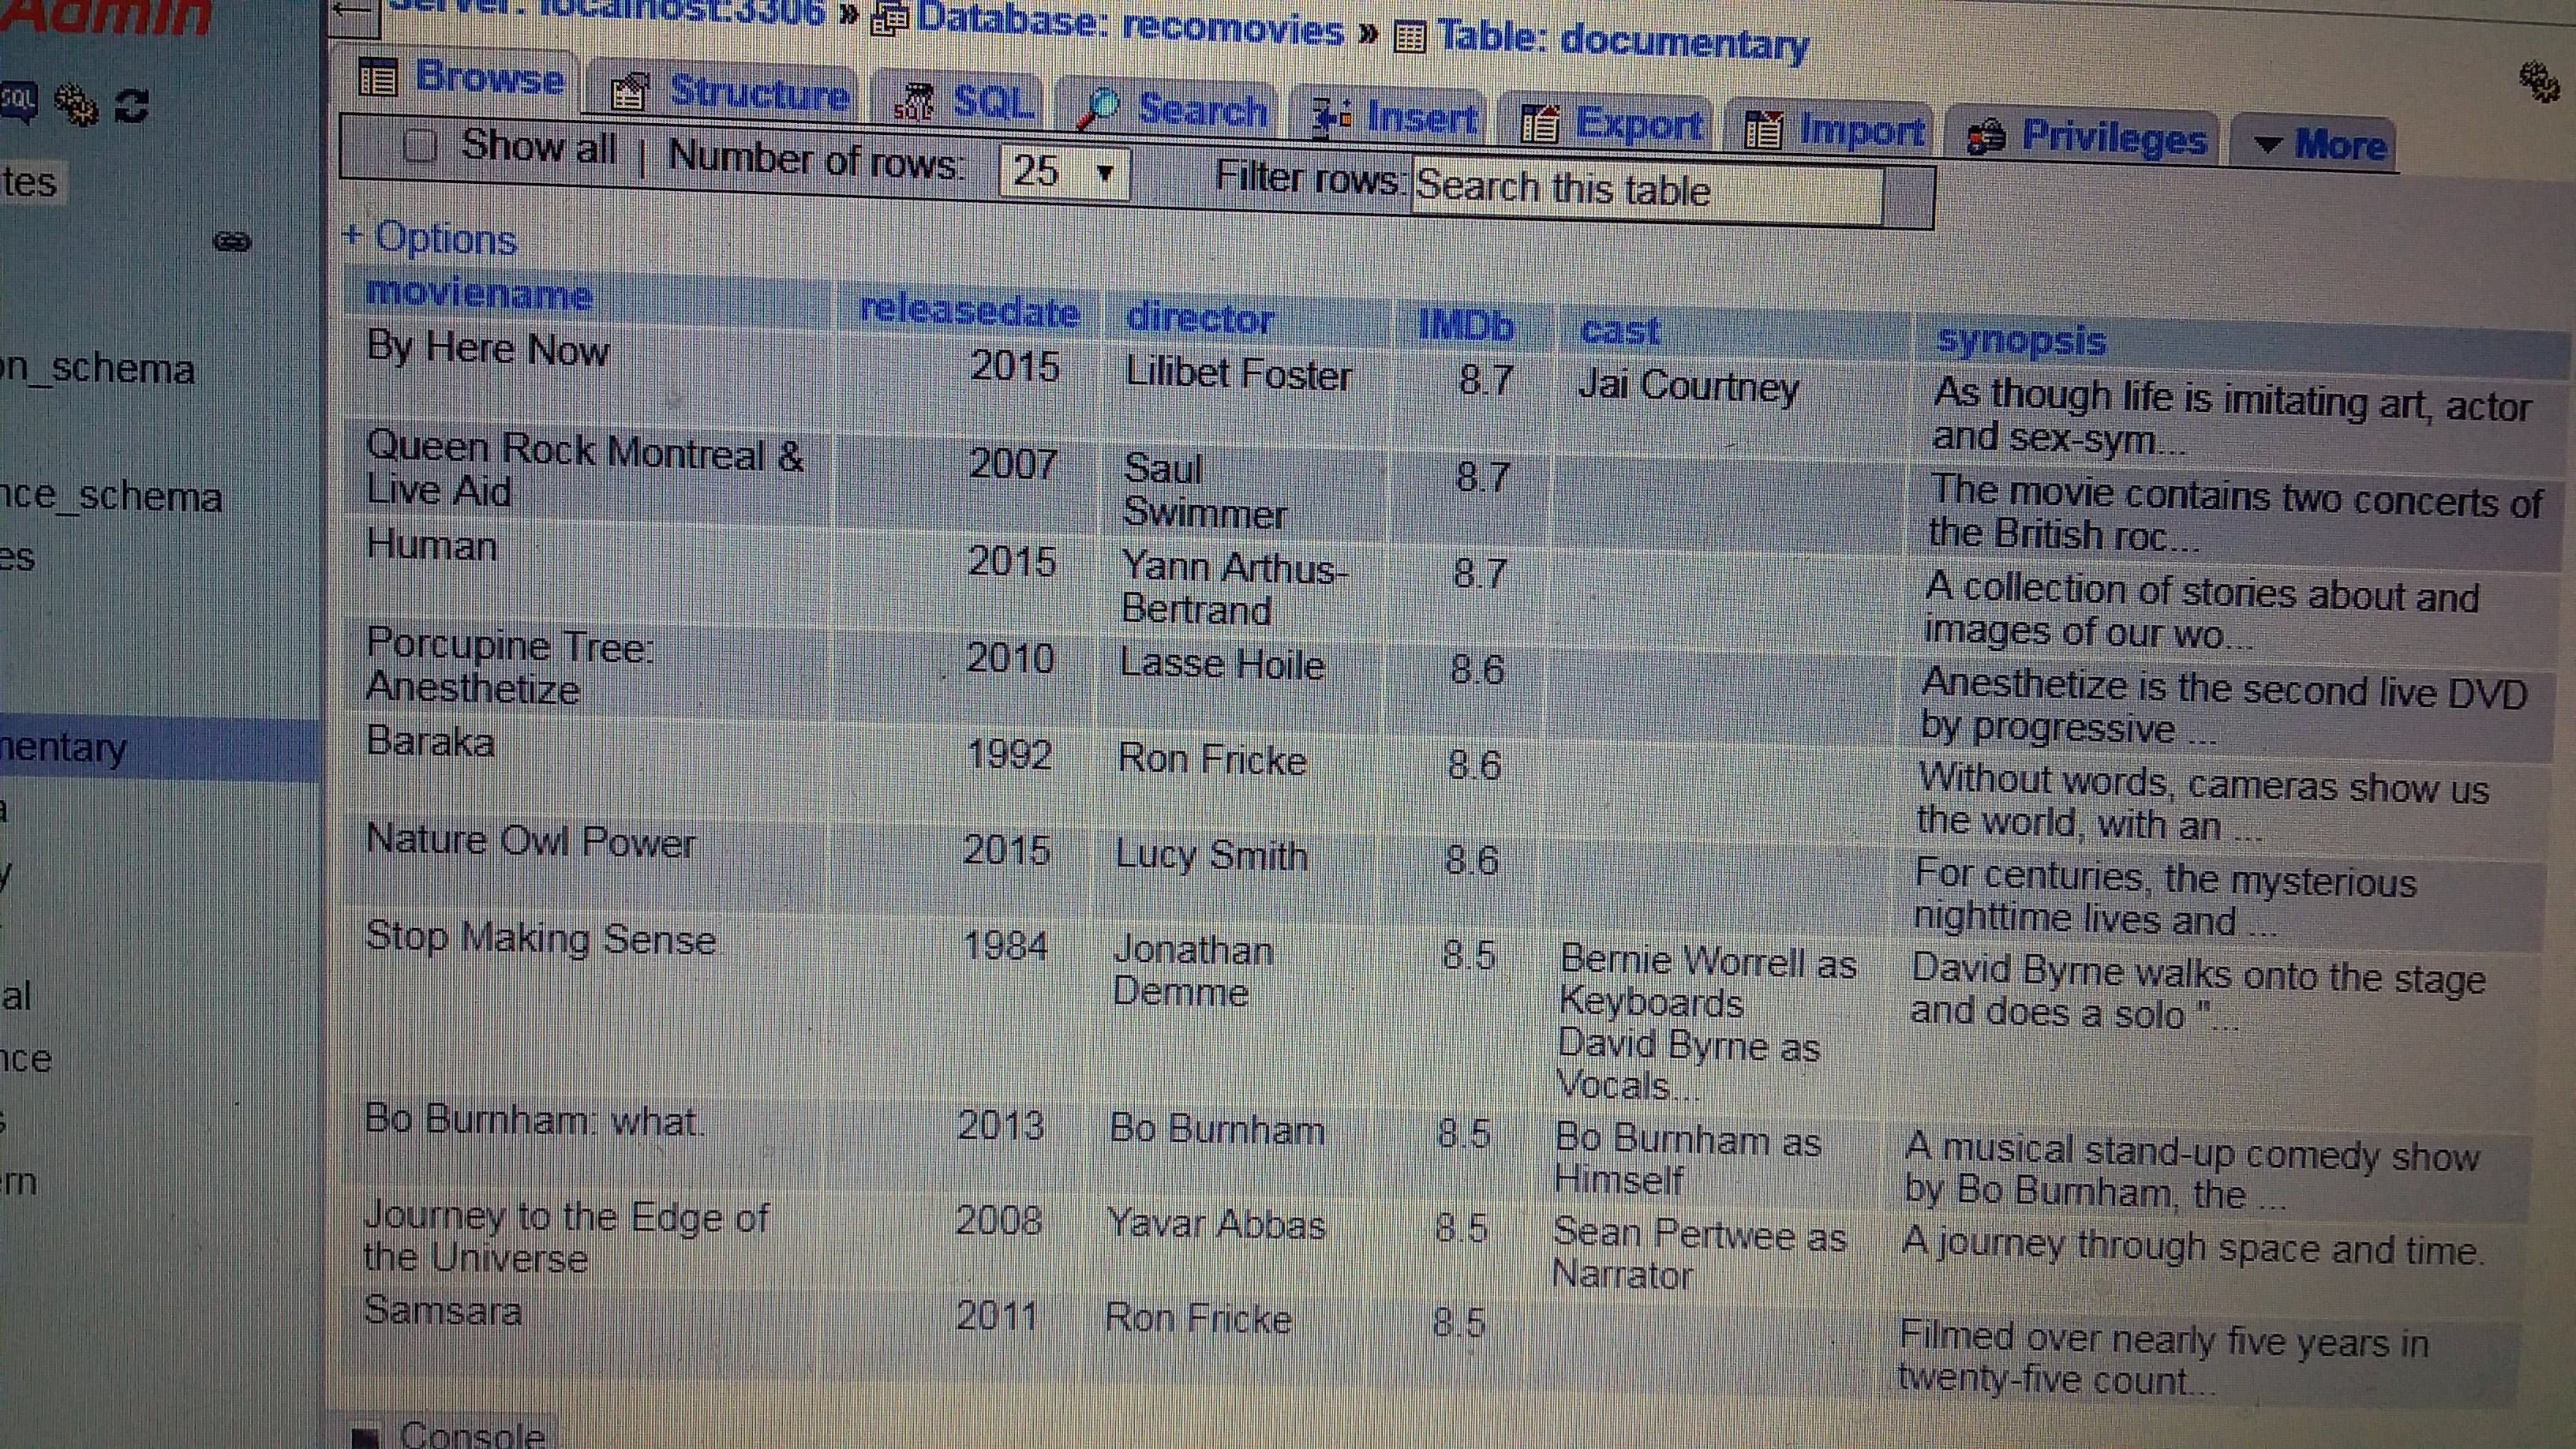 Admin
Server: localhost:3306 » Database: recomovies » Table: documentary
Browse Structure SQL Search Insert Export Import Privileges More
SQL
Show all | Number of rows: 25 Filter rows: Search this table
tes
+ Options
moviename releasedate director IMDb cast synopsis
on_schema
nce_schema
es
mentary
a
y
al
nce
s
ern
By Here Now 2015 Lilibet Foster 8.7 Jai Courtney As though life is imitating art, actor
and sex-sym...
Queen Rock Montreal & 2007 Saul 8.7 The movie contains two concerts of
Live Aid Swimmer the British roc...
Human 2015 Yann Arthus- 8.7 A collection of stories about and
Bertrand images of our wo...
Porcupine Tree: 2010 Lasse Hoile 8.6 Anesthetize is the second live DVD
Anesthetize by progressive ...
Baraka 1992 Ron Fricke 8.6 Without words, cameras show us
the world, with an ...
Nature Owl Power 2015 Lucy Smith 8.6 For centuries, the mysterious
nighttime lives and ...
Stop Making Sense 1984 Jonathan 8.5 Bernie Worrell as David Byrne walks onto the stage
Demme Keyboards and does a solo "...
David Byrne as
Vocals...
Bo Burnham: what. 2013 Bo Burnham 8.5 Bo Burnham as A musical stand-up comedy show
Himself by Bo Burnham, the ...
Journey to the Edge of 2008 Yavar Abbas 8.5 Sean Pertwee as A journey through space and time.
the Universe Narrator
Samsara 2011 Ron Fricke 8.5 Filmed over nearly five years in
twenty-five count...
Console